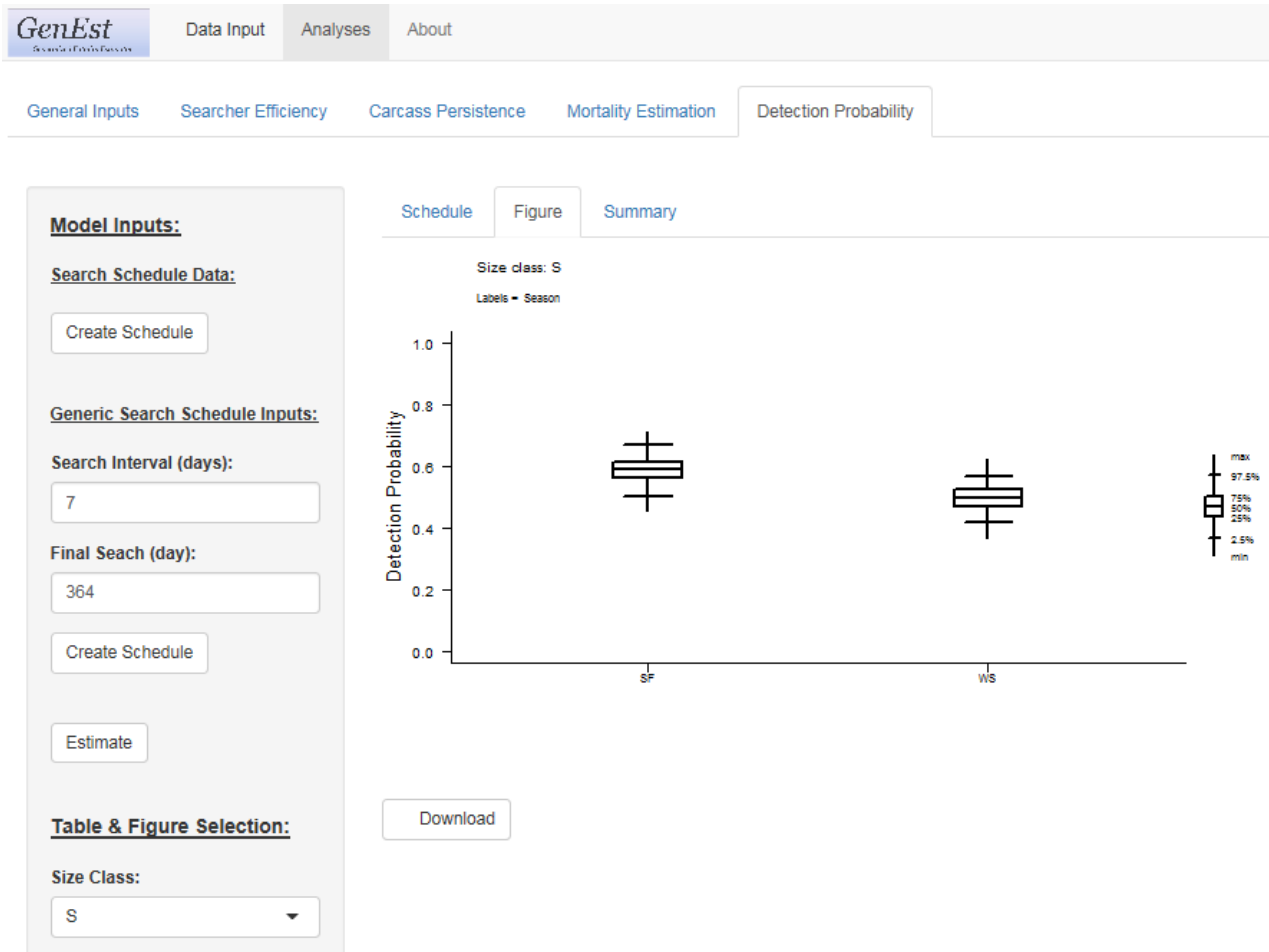 GenEst
Data Input
Analyses
About
General Inputs
Searcher Efficiency
Carcass Persistence
Mortality Estimation
Detection Probability
Model Inputs:
Search Schedule Data:
Create Schedule
Generic Search Schedule Inputs:
Search Interval (days):
7
Final Seach (day):
364
Create Schedule
Estimate
Table & Figure Selection:
Size Class:
S
Schedule
Figure
Summary
Size class: S
Labels = Season
Detection Probability
1.0
0.8
0.6
0.4
0.2
0.0
SF
WS
max
97.5%
75%
50%
25%
2.5%
min
Download